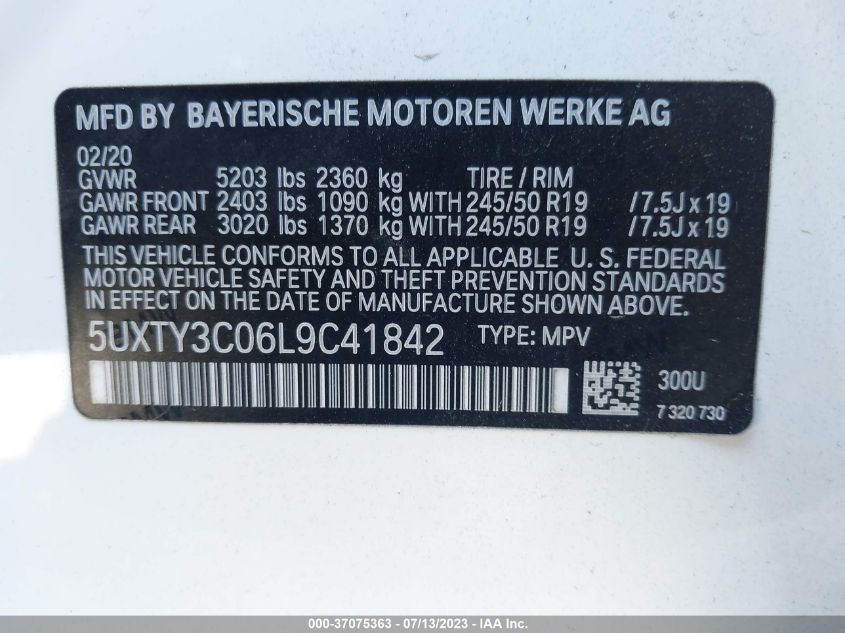 MFD BY BAYERISCHE MOTOREN WERKE AG
02/20
GVWR 5203 lbs 2360 kg TIRE / RIM
GAWR FRONT 2403 lbs 1090 kg WITH 245/50 R19 /7.5J x 19
GAWR REAR 3020 lbs 1370 kg WITH 245/50 R19 /7.5J x 19
THIS VEHICLE CONFORMS TO ALL APPLICABLE U. S. FEDERAL
MOTOR VEHICLE SAFETY AND THEFT PREVENTION STANDARDS
IN EFFECT ON THE DATE OF MANUFACTURE SHOWN ABOVE.
5UXTY3C06L9C41842 TYPE: MPV
300U
7 320 730
000-37075363 - 07/13/2023 - IAA Inc.